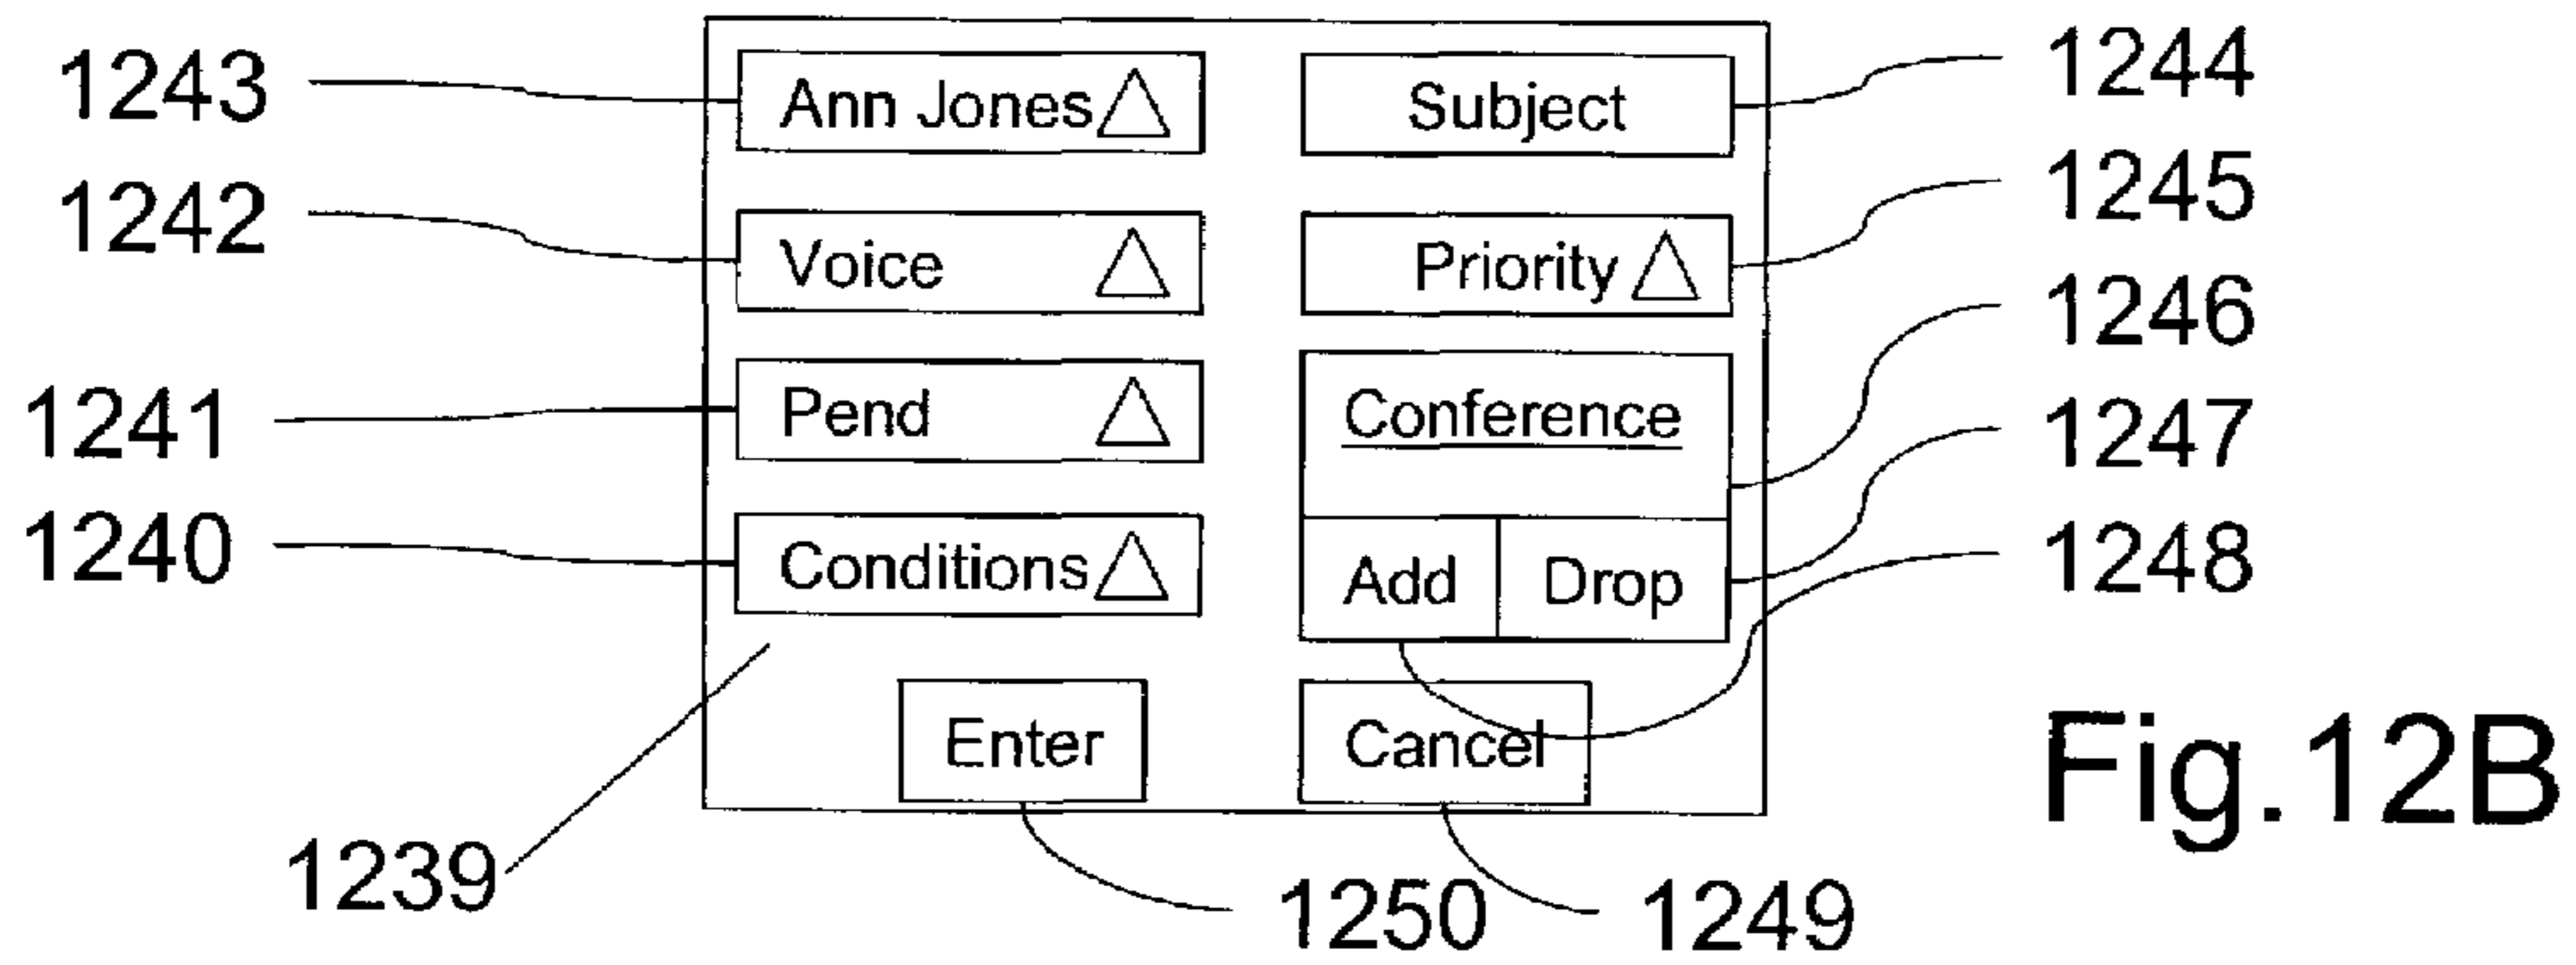 1243
Ann Jones
Subject
1244
1242
Voice
Priority
1245
1246
1241
Pend
Conference
1247
1240
Conditions
Add
Drop
1248
Enter
Cancel
1239
1250
1249
Fig.12B